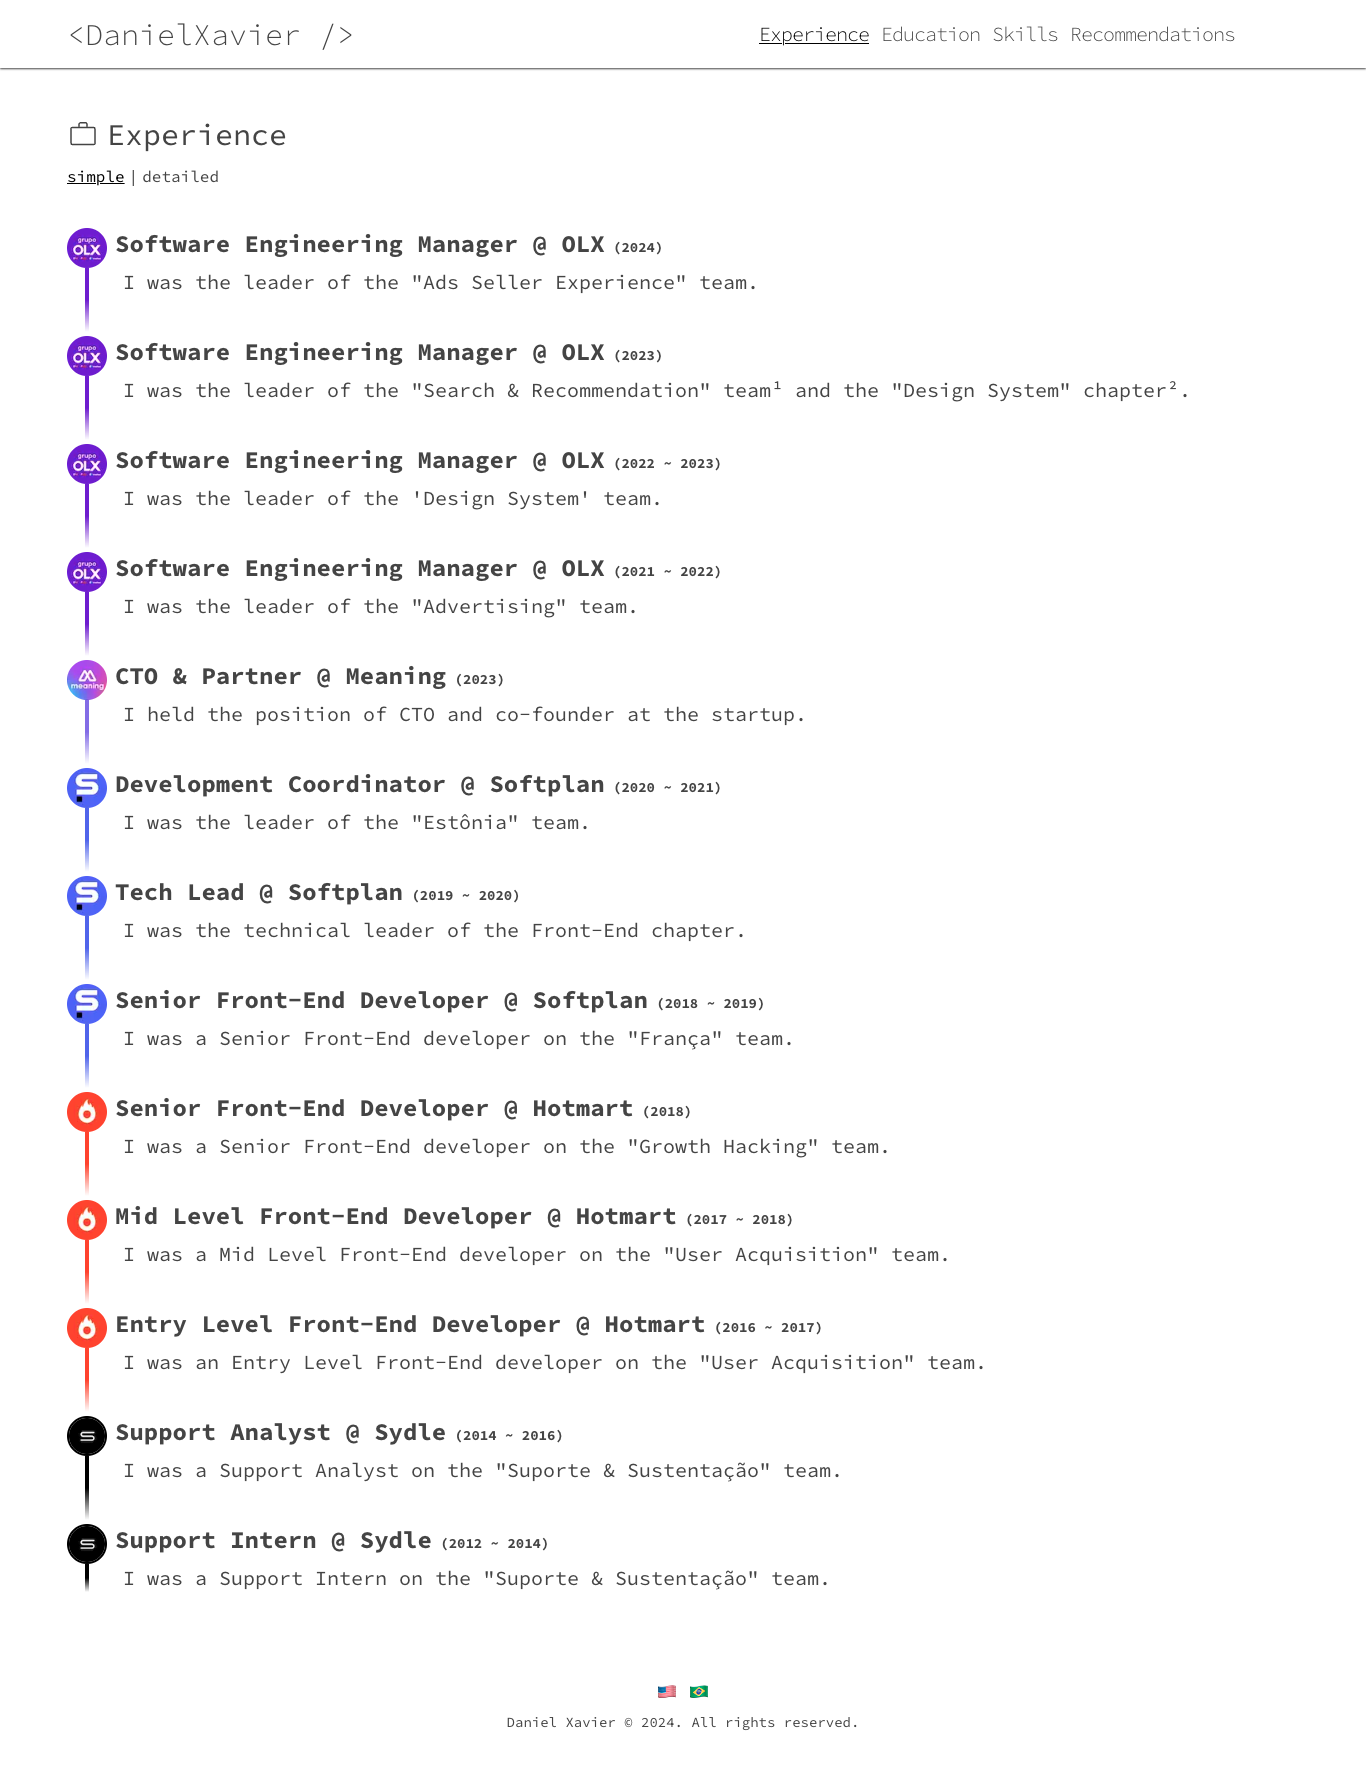 <DanielXavier />
Experience Education Skills Recommendations
Experience
simple | detailed
grupo OLX
Software Engineering Manager @ OLX (2024)
I was the leader of the "Ads Seller Experience" team.
grupo OLX
Software Engineering Manager @ OLX (2023)
I was the leader of the "Search & Recommendation" team¹ and the "Design System" chapter².
grupo OLX
Software Engineering Manager @ OLX (2022 ~ 2023)
I was the leader of the 'Design System' team.
grupo OLX
Software Engineering Manager @ OLX (2021 ~ 2022)
I was the leader of the "Advertising" team.
meaning
CTO & Partner @ Meaning (2023)
I held the position of CTO and co-founder at the startup.
Development Coordinator @ Softplan (2020 ~ 2021)
I was the leader of the "Estônia" team.
Tech Lead @ Softplan (2019 ~ 2020)
I was the technical leader of the Front-End chapter.
Senior Front-End Developer @ Softplan (2018 ~ 2019)
I was a Senior Front-End developer on the "França" team.
Senior Front-End Developer @ Hotmart (2018)
I was a Senior Front-End developer on the "Growth Hacking" team.
Mid Level Front-End Developer @ Hotmart (2017 ~ 2018)
I was a Mid Level Front-End developer on the "User Acquisition" team.
Entry Level Front-End Developer @ Hotmart (2016 ~ 2017)
I was an Entry Level Front-End developer on the "User Acquisition" team.
Support Analyst @ Sydle (2014 ~ 2016)
I was a Support Analyst on the "Suporte & Sustentação" team.
Support Intern @ Sydle (2012 ~ 2014)
I was a Support Intern on the "Suporte & Sustentação" team.
Daniel Xavier © 2024. All rights reserved.